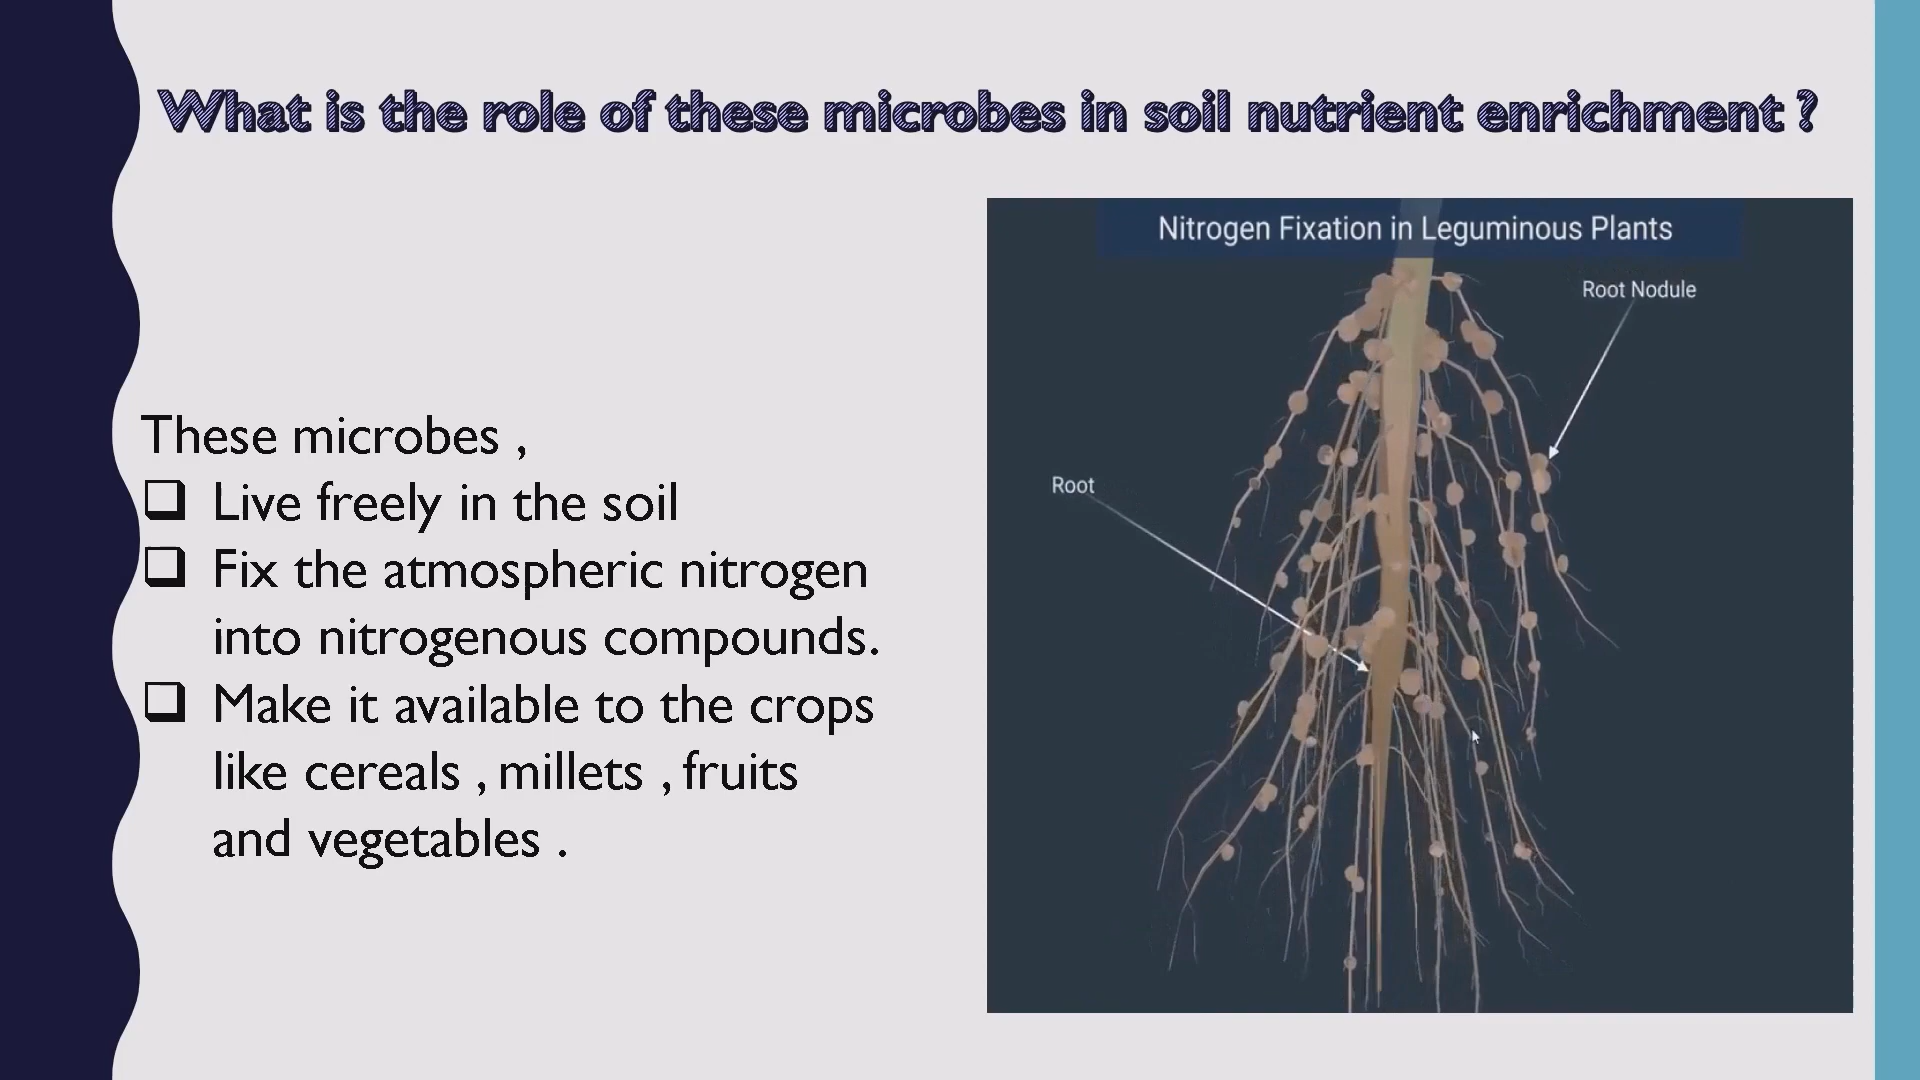 What is the role of these microbes in soil nutrient enrichment ?
These microbes ,
❑ Live freely in the soil
❑ Fix the atmospheric nitrogen
into nitrogenous compounds.
❑ Make it available to the crops
like cereals , millets , fruits
and vegetables .
Nitrogen Fixation in Leguminous Plants
Root Nodule
Root